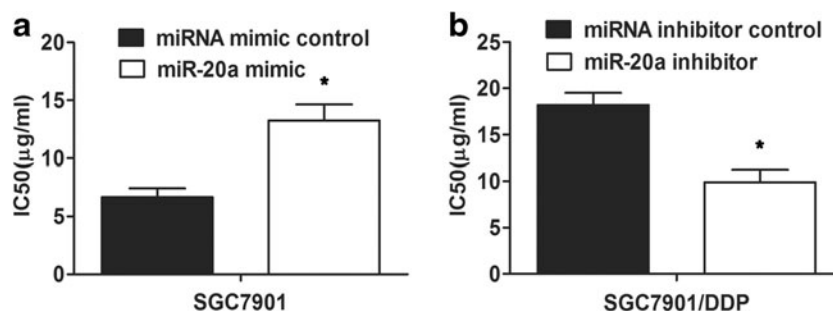 a
miRNA mimic control
miR-20a mimic
*
IC50(μg/ml)
20
15
10
5
0
SGC7901
b
miRNA inhibitor control
miR-20a inhibitor
*
IC50(μg/ml)
25
20
15
10
5
0
SGC7901/DDP